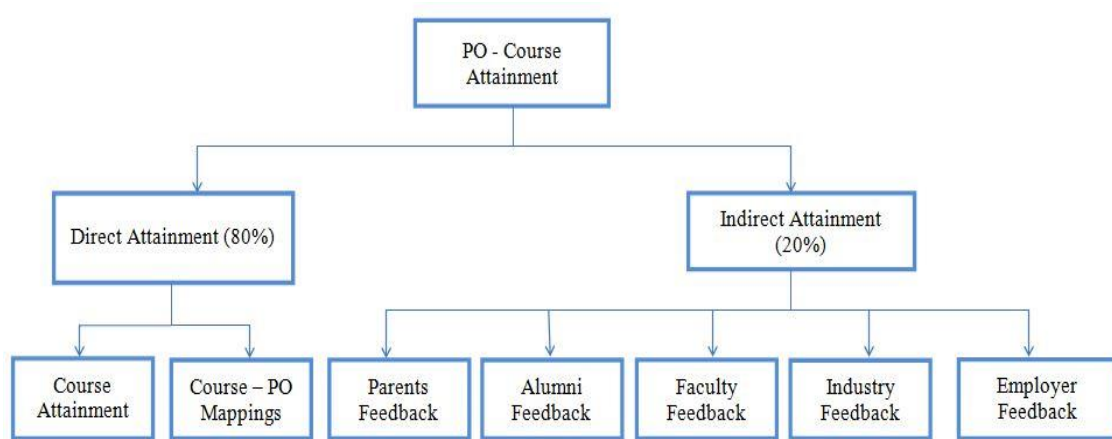 PO - Course
Attainment
Direct Attainment (80%)
Indirect Attainment
(20%)
Course
Attainment
Course – PO
Mappings
Parents
Feedback
Alumni
Feedback
Faculty
Feedback
Industry
Feedback
Employer
Feedback